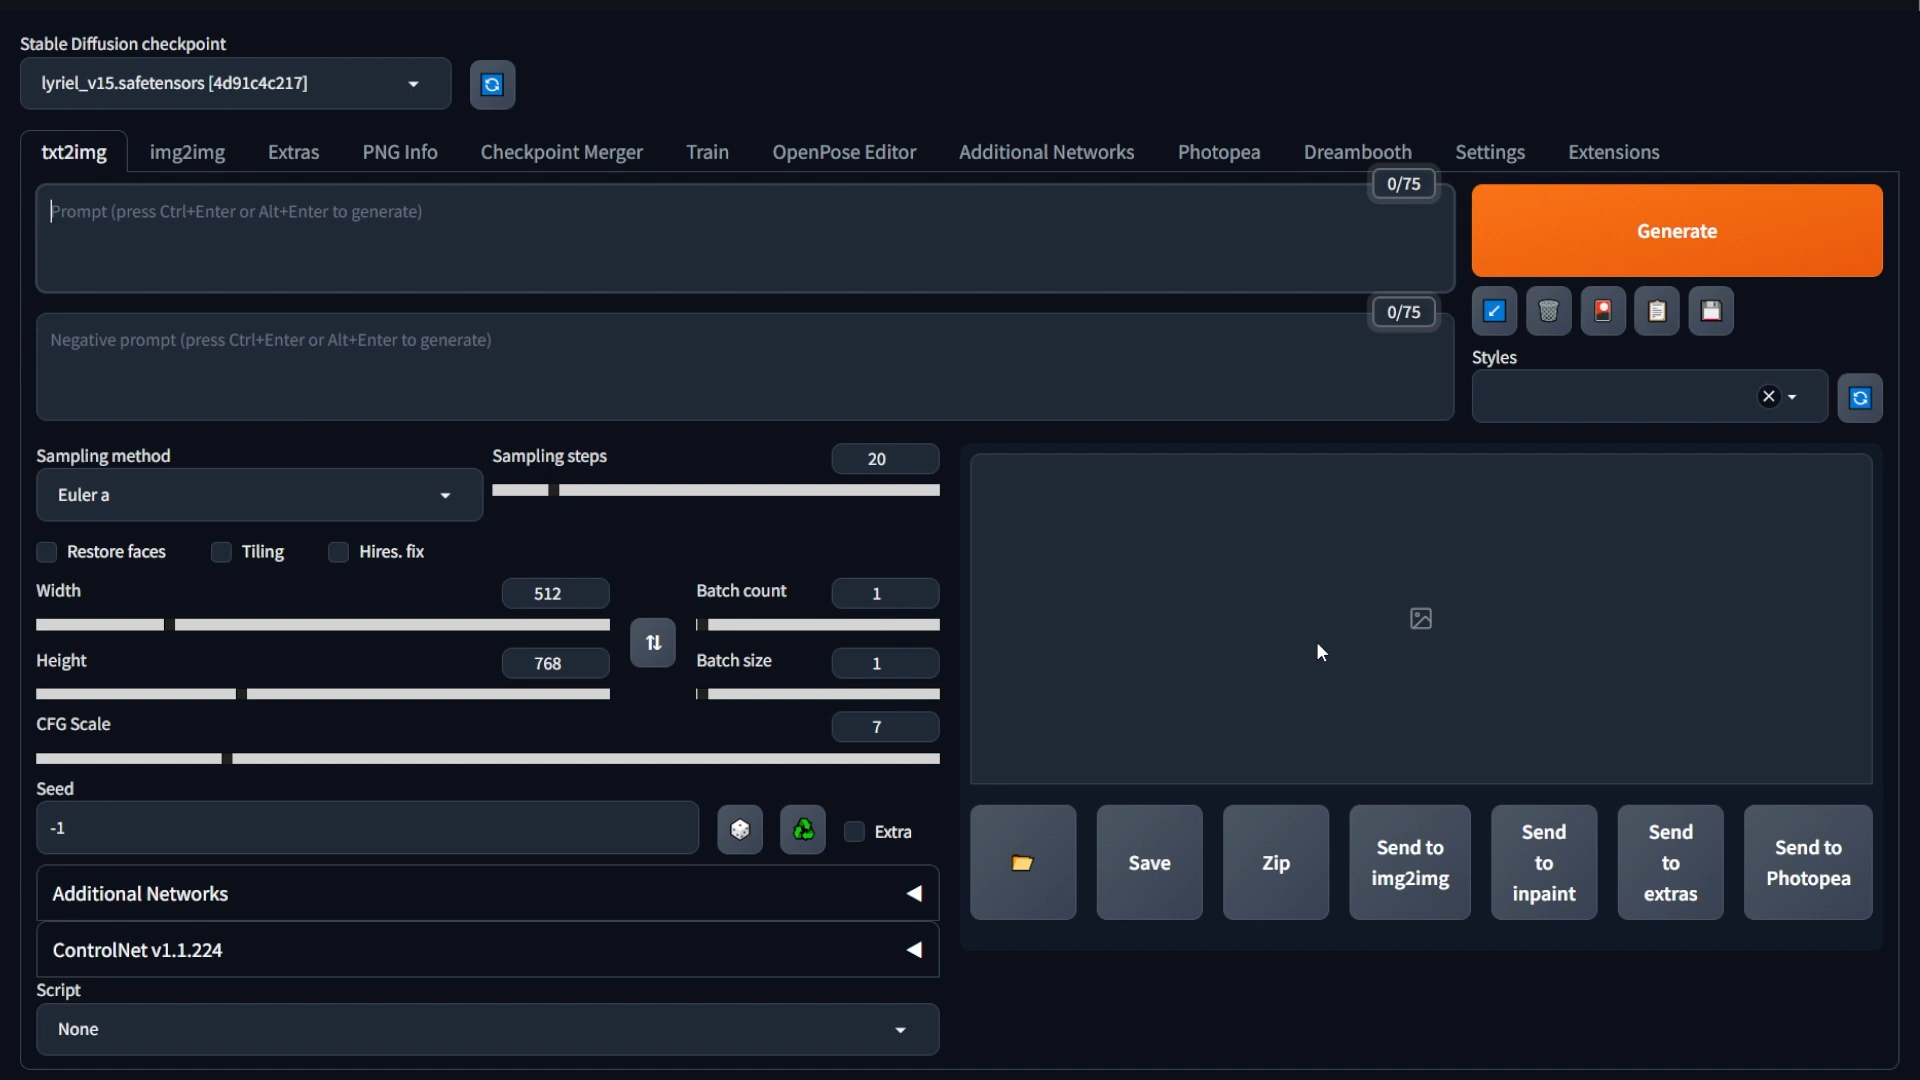 Stable Diffusion checkpoint
lyriel_v15.safetensors [4d91c4c217]
txt2img img2img Extras PNG Info Checkpoint Merger Train OpenPose Editor Additional Networks Photopea Dreambooth Settings Extensions
0/75
Prompt (press Ctrl+Enter or Alt+Enter to generate)
Generate
0/75
Negative prompt (press Ctrl+Enter or Alt+Enter to generate)
Styles
Sampling method
Euler a
Sampling steps
20
Restore faces Tiling Hires. fix
Width
512
Batch count
1
Height
768
Batch size
1
CFG Scale
7
Seed
-1
Extra
Additional Networks
ControlNet v1.1.224
Script
None
Save
Zip
Send to
img2img
Send
to
inpaint
Send
to
extras
Send to
Photopea